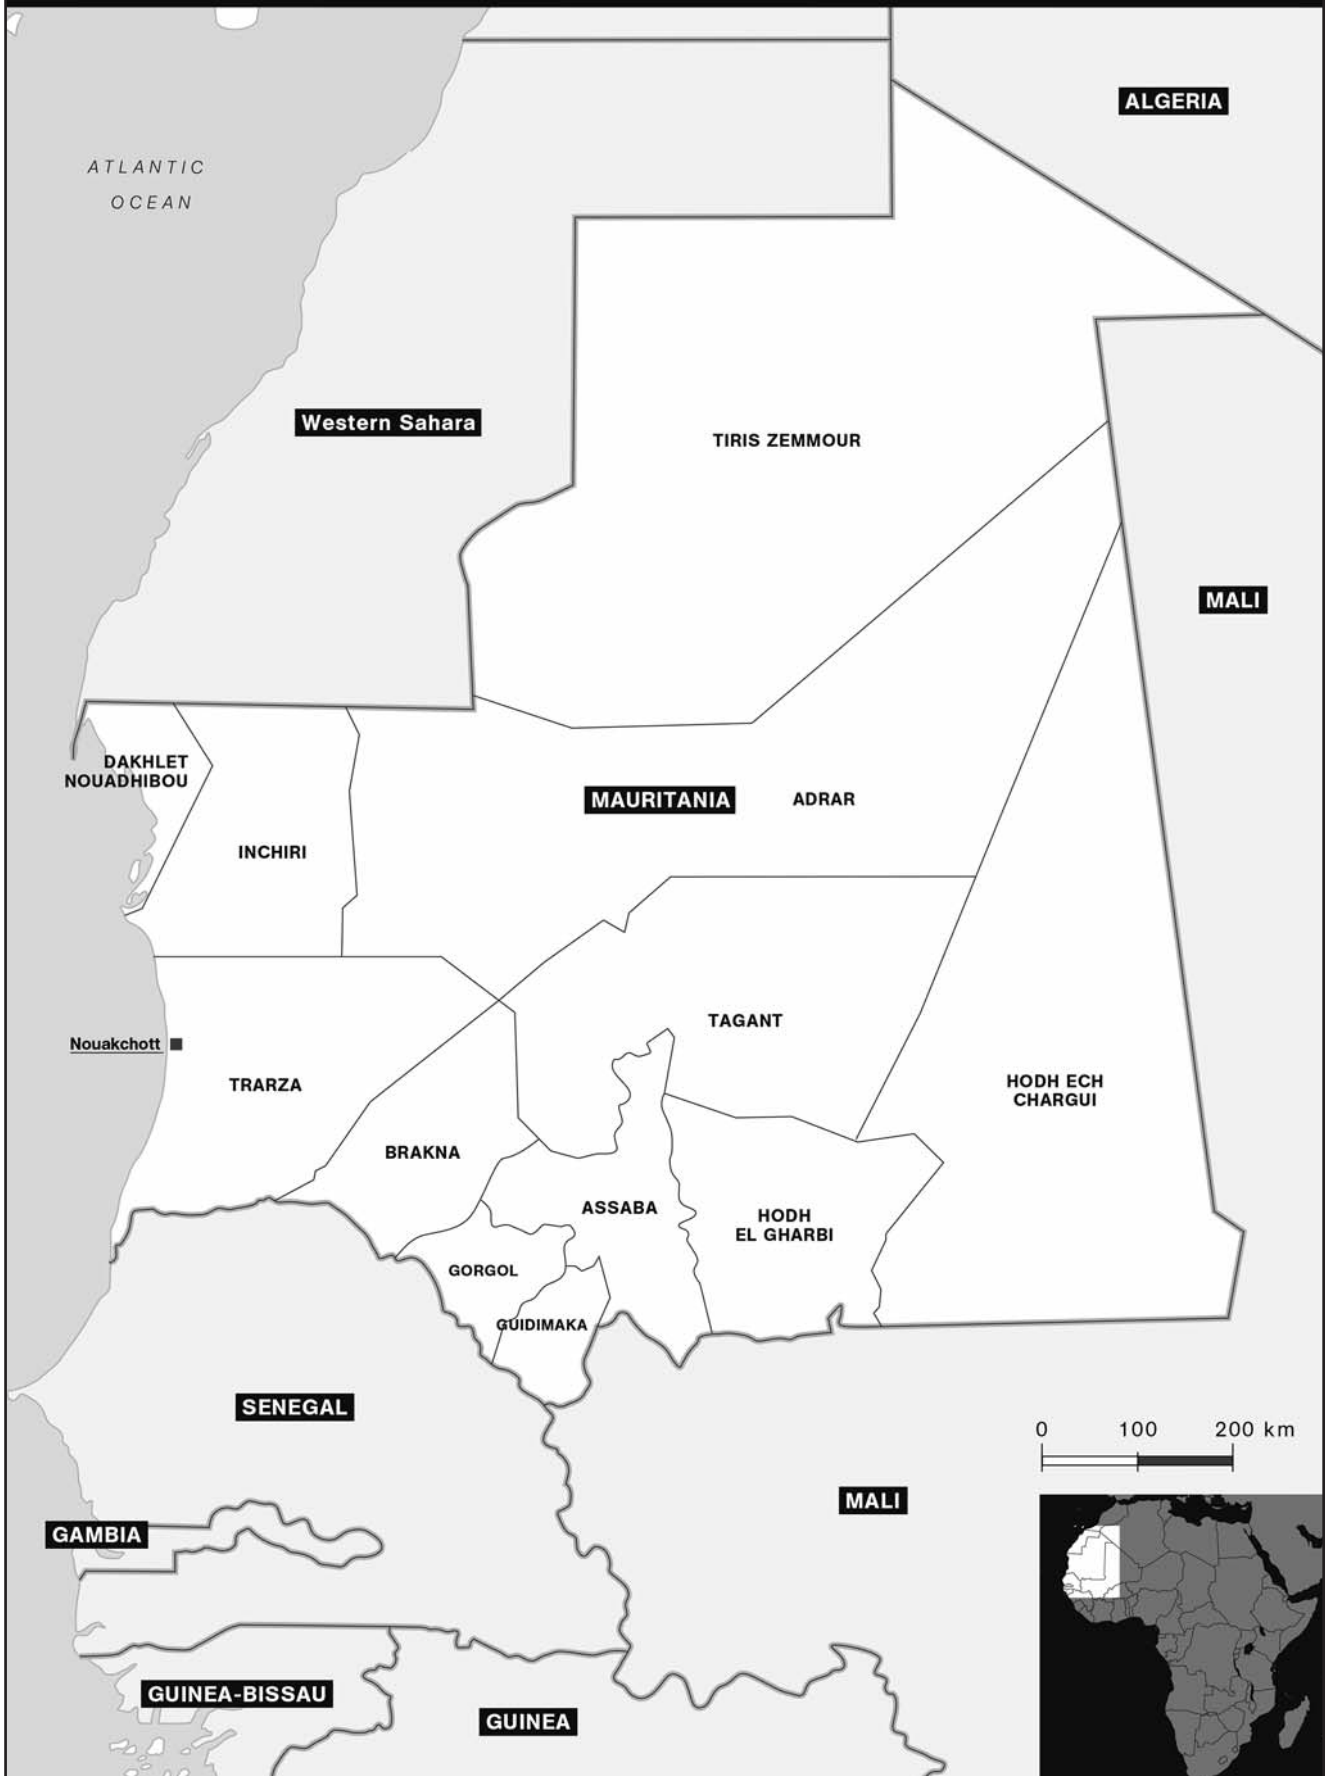 ALGERIA
ATLANTIC
OCEAN
Western Sahara
TIRIS ZEMMOUR
MALI
DAKHLET
NOUADHIBOU
MAURITANIA
ADRAR
INCHIRI
TAGANT
Nouakchott
TRARZA
HODH ECH
CHARGUI
BRAKNA
ASSABA
HODH
EL GHARBI
GORGOL
GUIDIMAKA
SENEGAL
0 100 200 km
MALI
GAMBIA
GUINEA-BISSAU
GUINEA